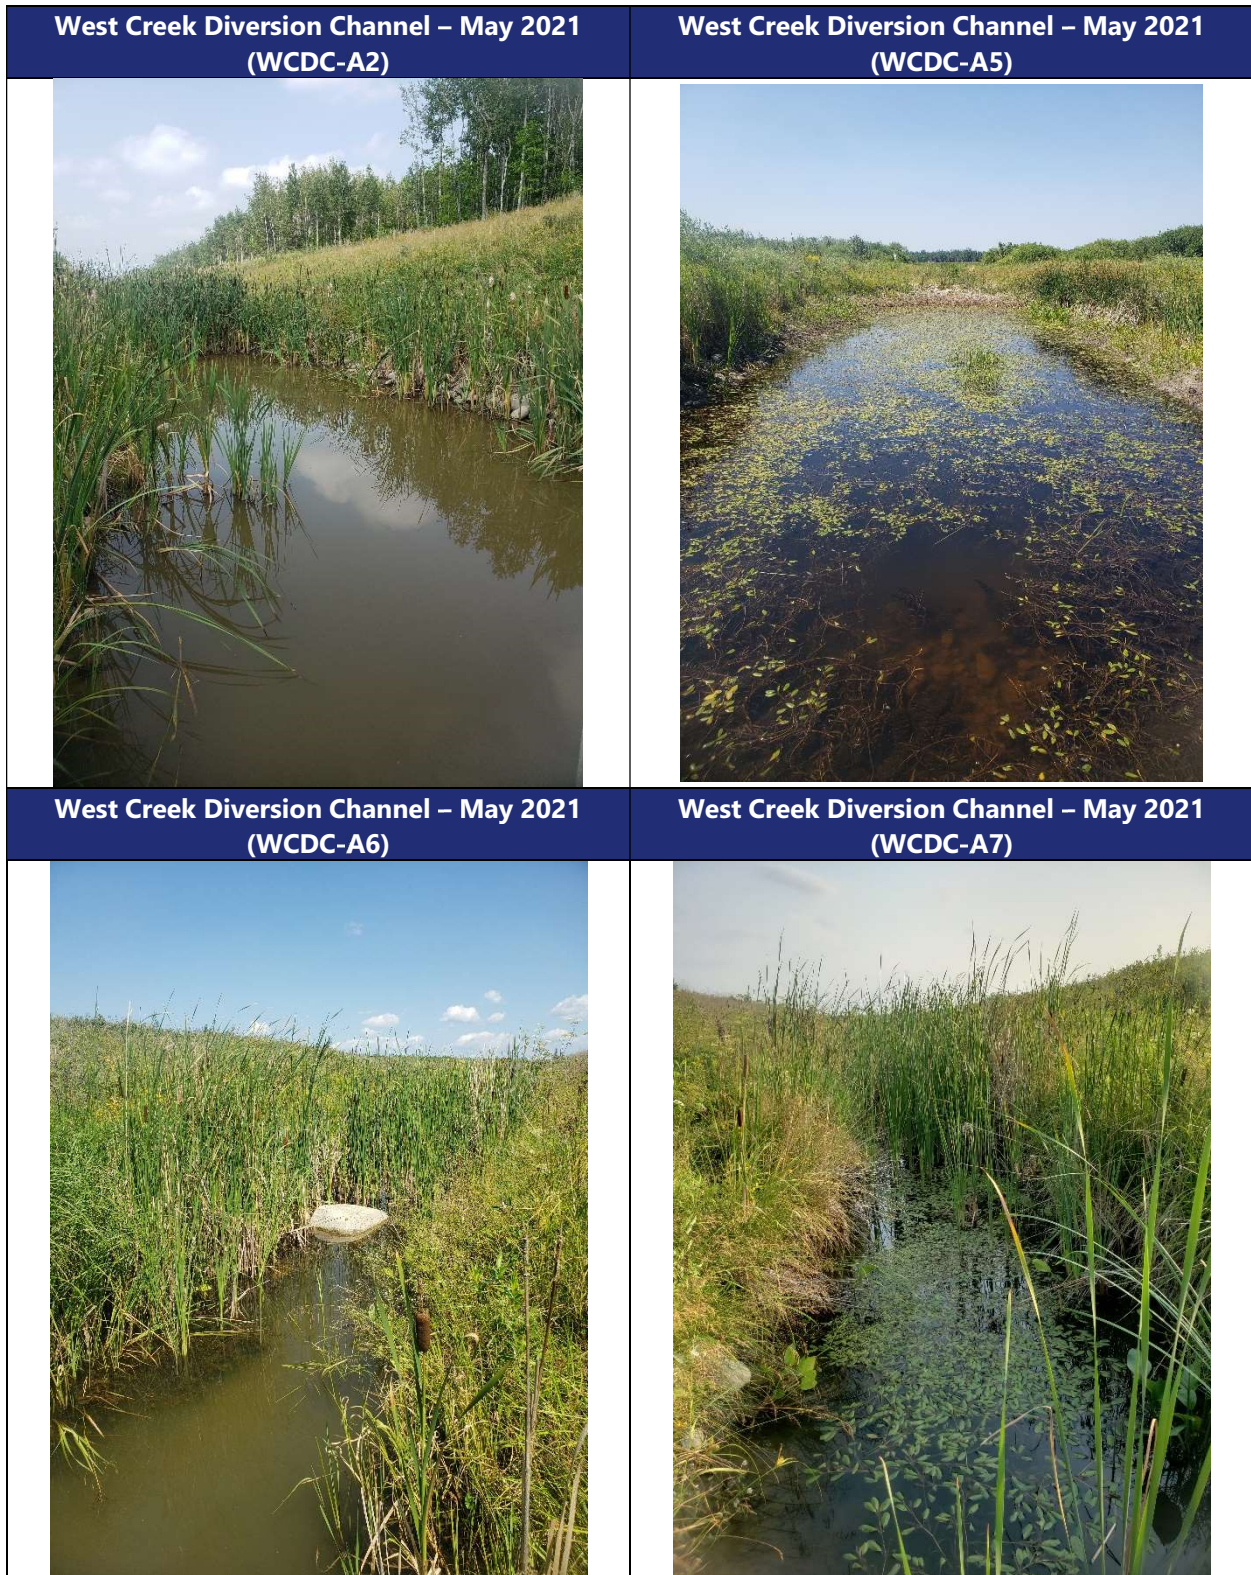 West Creek Diversion Channel – May 2021
(WCDC-A2)
West Creek Diversion Channel – May 2021
(WCDC-A5)
West Creek Diversion Channel – May 2021
(WCDC-A6)
West Creek Diversion Channel – May 2021
(WCDC-A7)